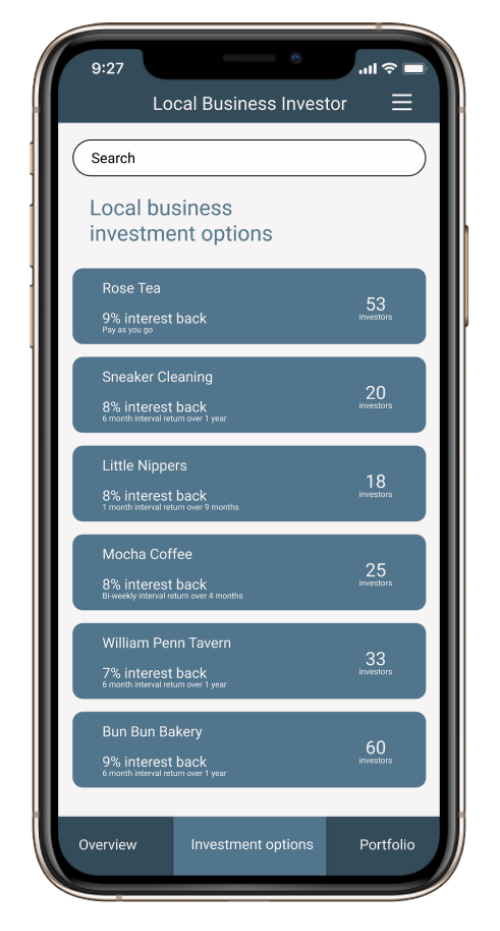 9:27
Local Business Investor
Search
Local business
investment options
Rose Tea
9% interest back
Pay as you go
53
investors
Sneaker Cleaning
8% interest back
6 month interval return over 1 year
20
investors
Little Nippers
8% interest back
1 month interval return over 9 months
18
investors
Mocha Coffee
8% interest back
Bi-weekly interval return over 4 months
25
investors
William Penn Tavern
7% interest back
6 month interval return over 1 year
33
investors
Bun Bun Bakery
9% interest back
6 month interval return over 1 year
60
investors
Overview
Investment options
Portfolio